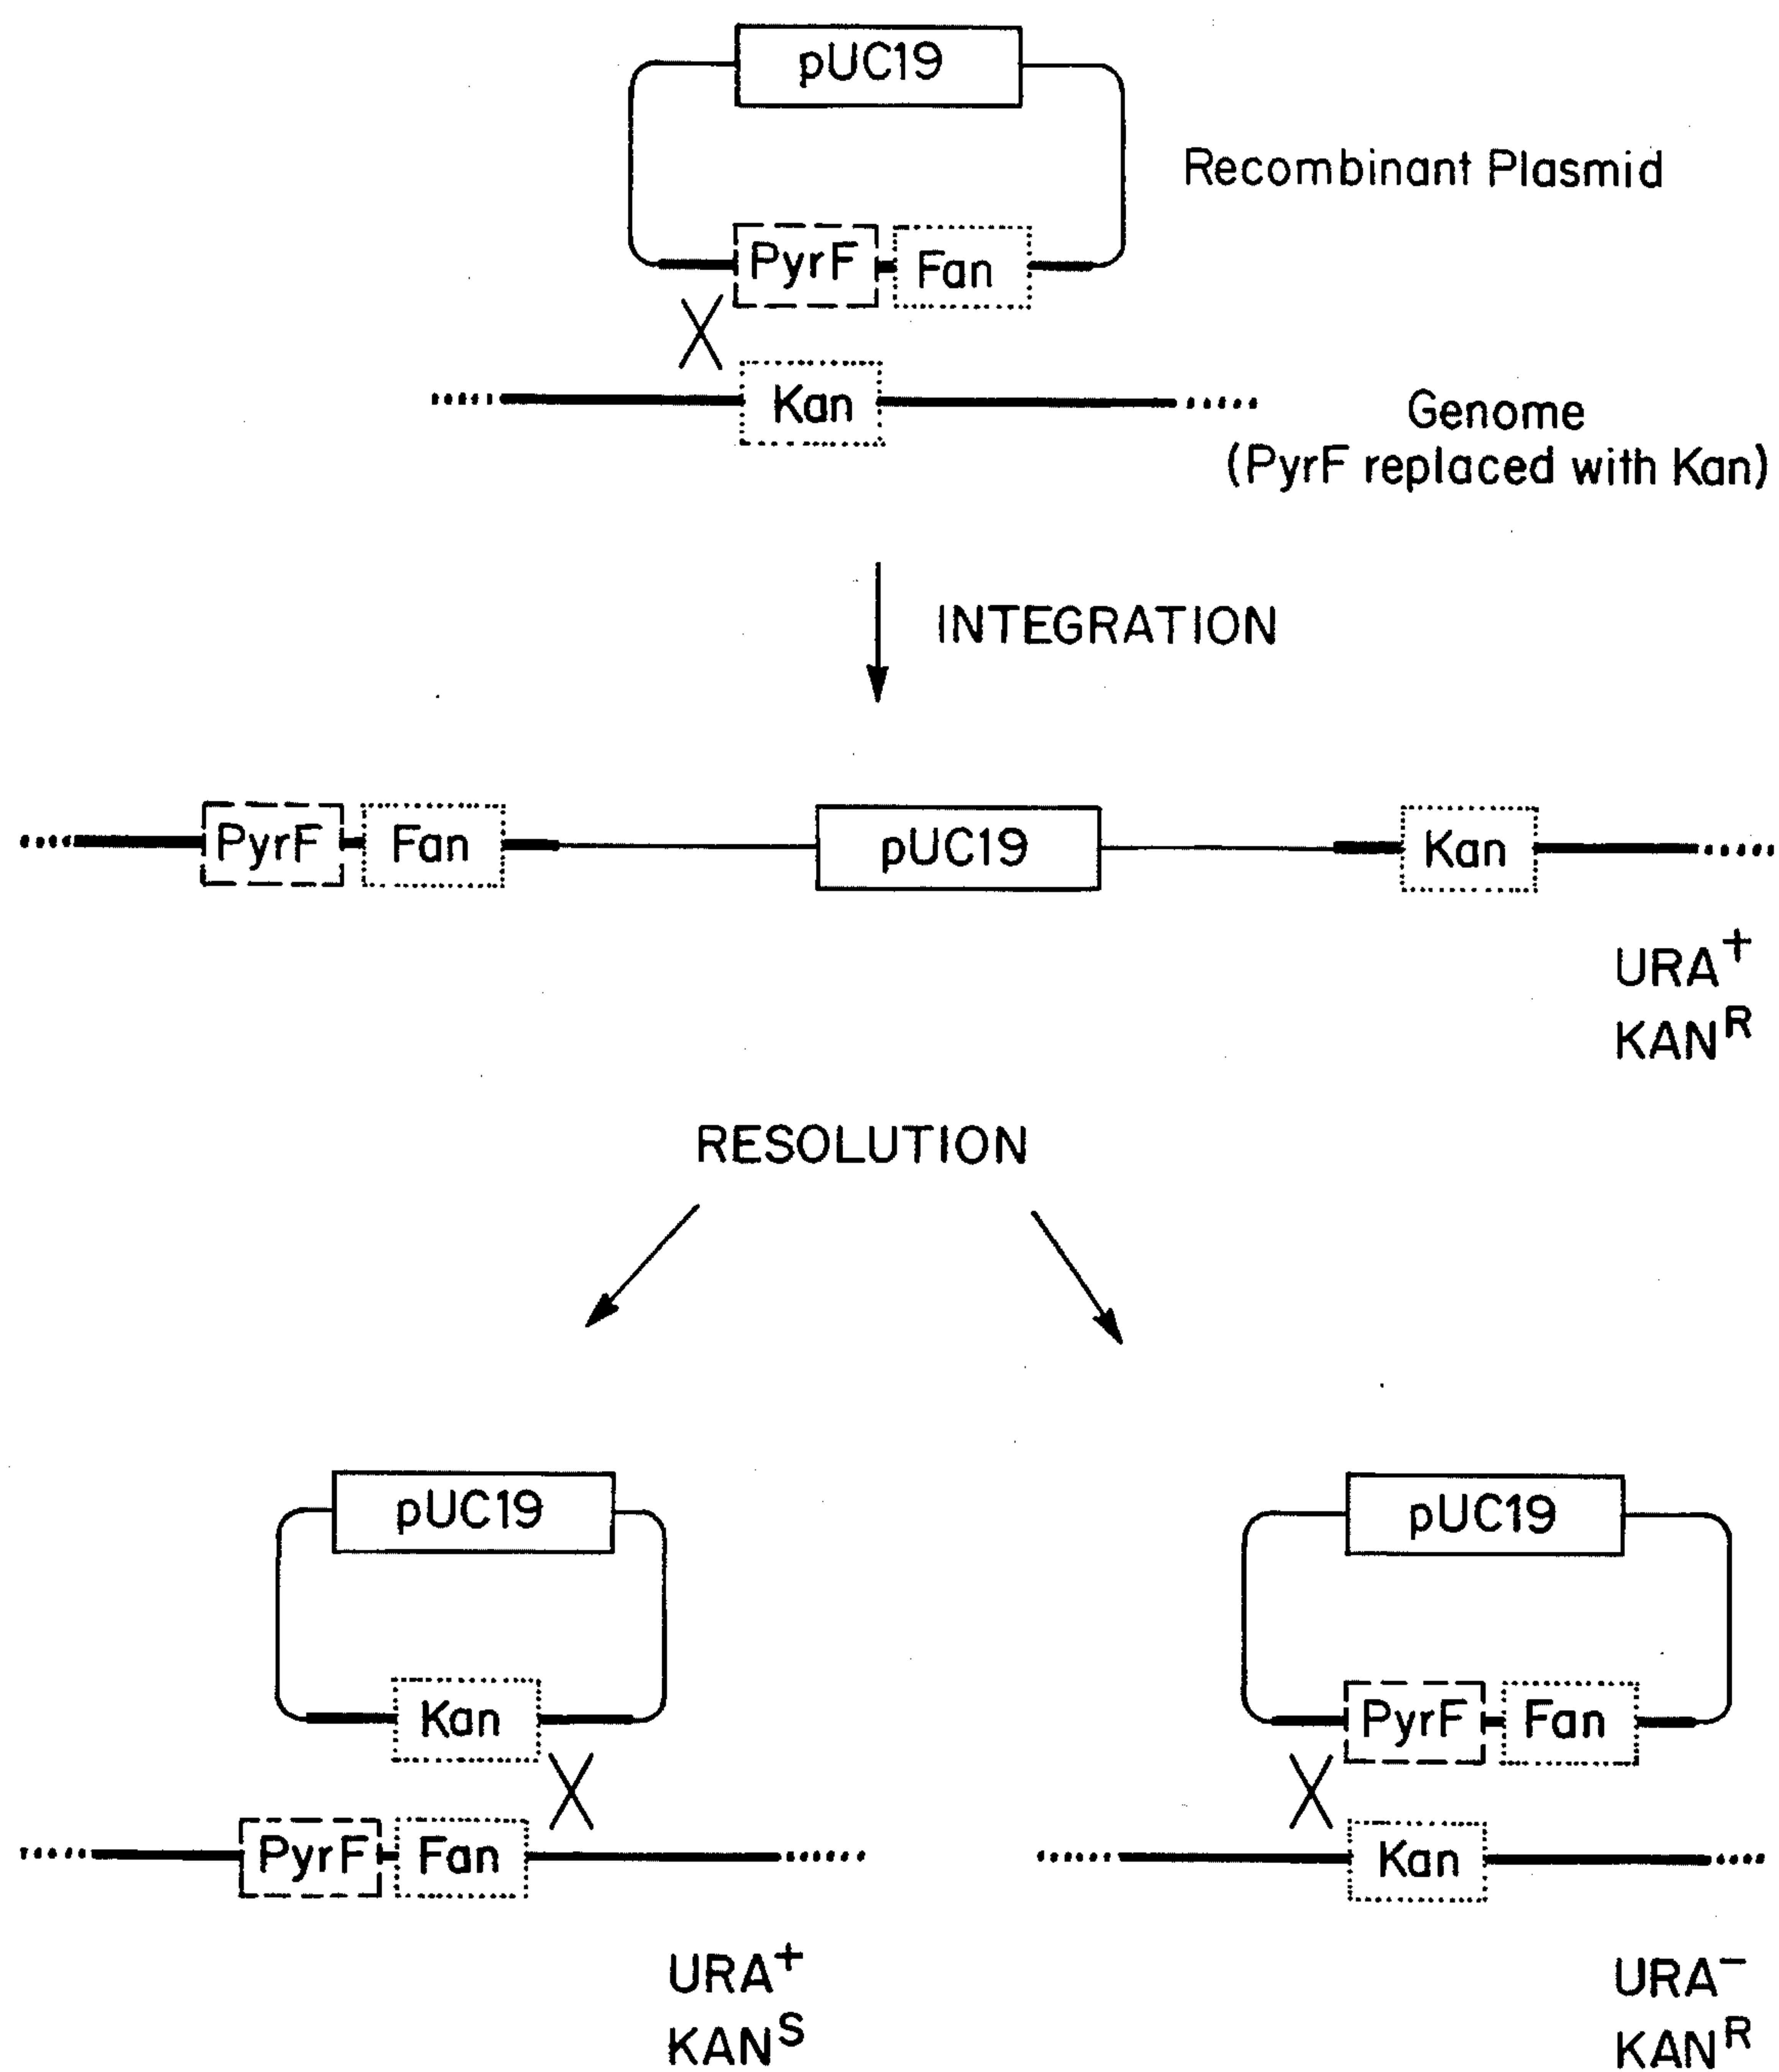 pUC19
Recombinant Plasmid
PyrF Fan
Kan
Genome
(PyrF replaced with Kan)
INTEGRATION
PyrF Fan pUC19 Kan
URA⁺
KANᴿ
RESOLUTION
pUC19 pUC19
Kan PyrF Fan
PyrF Fan Kan
URA⁺ URA⁻
KANˢ KANᴿ